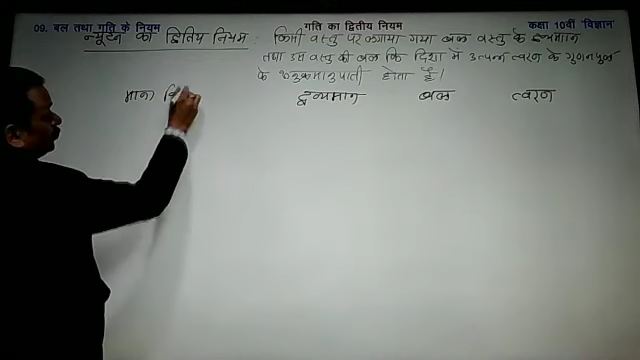 09. बल तथा गति के नियम
गति का द्वितीय नियम
कक्षा 10वीं विज्ञान
न्यूटन का द्वितिय नियम : किसी वस्तु पर लगाया गया बल वस्तु के द्रव्यमान
तथा उस वस्तु की बल कि दिशा में उत्पन्न त्वरण के गुणनफल
के अनुक्रमानुपाती होता है।
माना कि द्रव्यमान बल त्वरण